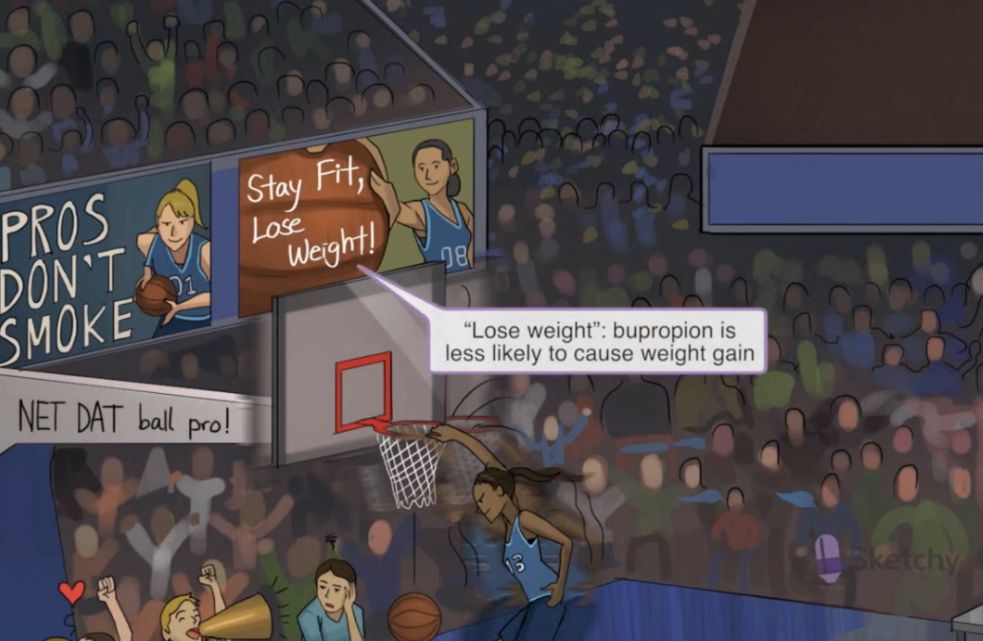 PROS
DON'T
SMOKE
01
Stay Fit,
Lose
Weight!
08
"Lose weight": bupropion is
less likely to cause weight gain
NET DAT ball pro!
13
Sketchy